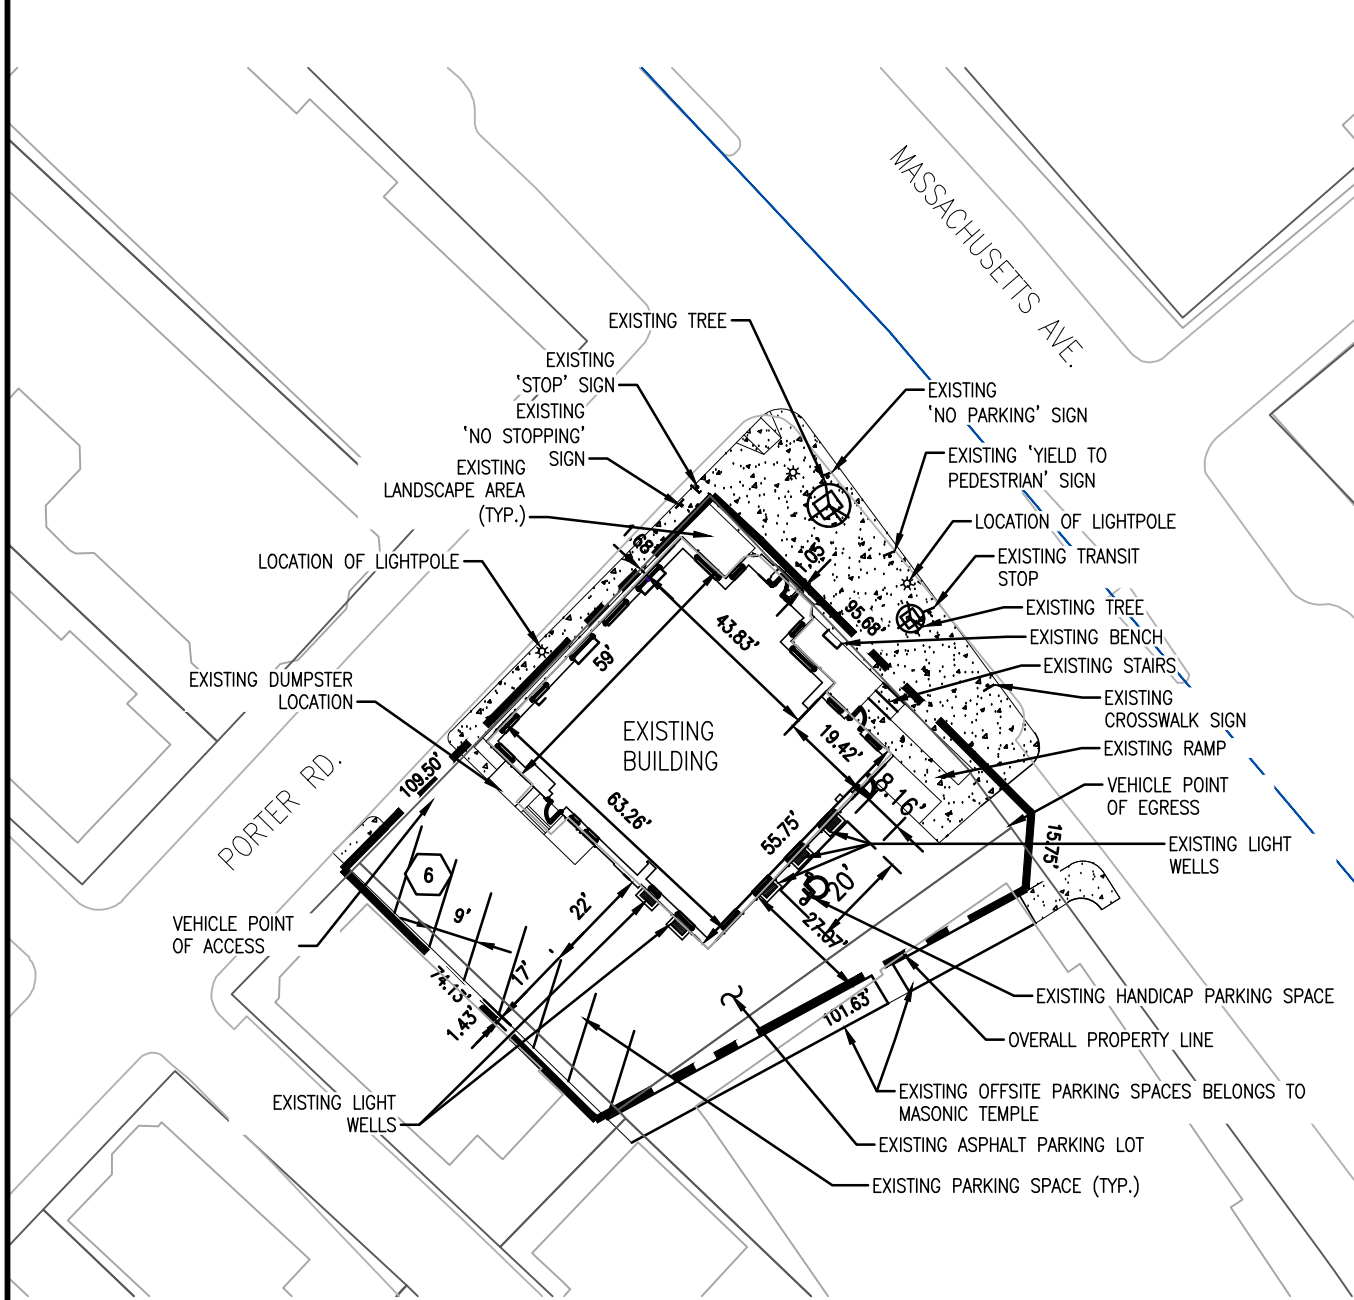 MASSACHUSETTS AVE.
EXISTING TREE
EXISTING
'STOP' SIGN
EXISTING
'NO STOPPING'
SIGN
EXISTING
LANDSCAPE AREA
(TYP.)
LOCATION OF LIGHTPOLE
EXISTING DUMPSTER
LOCATION
PORTER RD.
VEHICLE POINT
OF ACCESS
EXISTING LIGHT
WELLS
EXISTING
'NO PARKING' SIGN
EXISTING 'YIELD TO
PEDESTRIAN' SIGN
LOCATION OF LIGHTPOLE
EXISTING TRANSIT
STOP
EXISTING TREE
EXISTING BENCH
EXISTING STAIRS
EXISTING
CROSSWALK SIGN
EXISTING RAMP
VEHICLE POINT
OF EGRESS
EXISTING LIGHT
WELLS
EXISTING HANDICAP PARKING SPACE
OVERALL PROPERTY LINE
EXISTING OFFSITE PARKING SPACES BELONGS TO
MASONIC TEMPLE
EXISTING ASPHALT PARKING LOT
EXISTING PARKING SPACE (TYP.)
EXISTING
BUILDING
95.68'
43.83'
59'
19.42'
8.16'
63.26'
55.75'
109.50'
15.75'
20'
27.07'
6
9'
22'
17'
74.13'
1.43'
2
101.63'